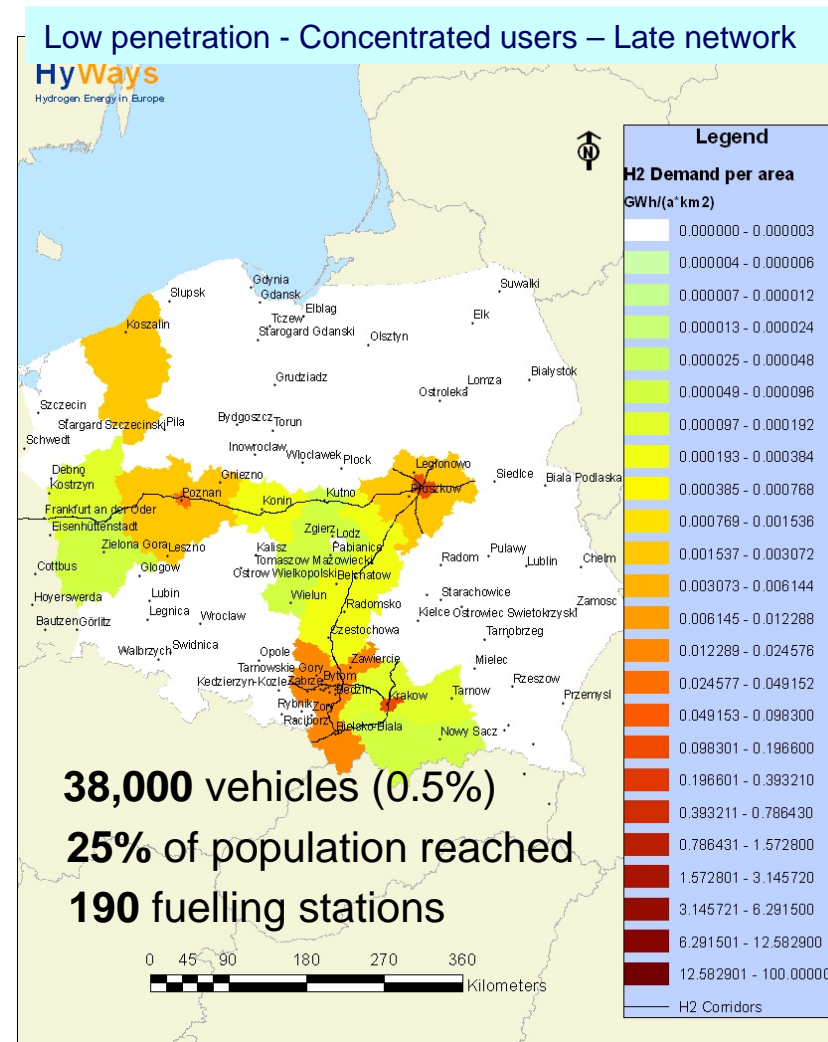 Low penetration - Concentrated users – Late network
HyWays
Hydrogen Energy in Europe
N
Legend
H2 Demand per area
GWh/(a*km2)
0.000000 - 0.000003
0.000004 - 0.000006
0.000007 - 0.000012
0.000013 - 0.000024
0.000025 - 0.000048
0.000049 - 0.000096
0.000097 - 0.000192
0.000193 - 0.000384
0.000385 - 0.000768
0.000769 - 0.001536
0.001537 - 0.003072
0.003073 - 0.006144
0.006145 - 0.012288
0.012289 - 0.024576
0.024577 - 0.049152
0.049153 - 0.098300
0.098301 - 0.196600
0.196601 - 0.393210
0.393211 - 0.786430
0.786431 - 1.572800
1.572801 - 3.145720
3.145721 - 6.291500
6.291501 - 12.582900
12.582901 - 100.00000
H2 Corridors
Gdynia
Suwalki
Slupsk
Gdansk
Elblag
Tczew
Elk
Koszalin
Starogard Gdanski
Olsztyn
Bialystok
Grudziadz
Lomza
Ostroleka
Szczecin
Stargard Szczecinski
Pila
Bydgoszcz
Torun
Schwedt
Inowroclaw
Wloclawek
Plock
Legionowo
Debno
Gniezno
Siedlce
Biala Podlaska
Kostrzyn
Poznan
Konin
Kutno
Pruszkow
Frankfurt an der Oder
Eisenhüttenstadt
Zgierz
Lodz
Zielona Gora
Leszno
Kalisz
Pabianice
Radom
Pulawy
Lublin
Chelm
Cottbus
Glogow
Tomaszow Mazowiecki
Ostrow Wielkopolski
Belchatow
Hoyerswerda
Lubin
Wielun
Starachowice
Zamosc
Legnica
Wroclaw
Radomsko
Kielce
Ostrowiec Swietokrzyski
Bautzen
Görlitz
Czestochowa
Tarnobrzeg
Walbrzych
Swidnica
Opole
Zawiercie
Mielec
Tarnowskie Gory
Bytom
Rzeszow
Kedzierzyn-Kozle
Zabrze
Bedzin
Krakow
Tarnow
Przemysl
Rybnik
Zory
Raciborz
Bielsko-Biala
Nowy Sacz
38,000 vehicles (0.5%)
25% of population reached
190 fuelling stations
0 45 90 180 270 360
Kilometers